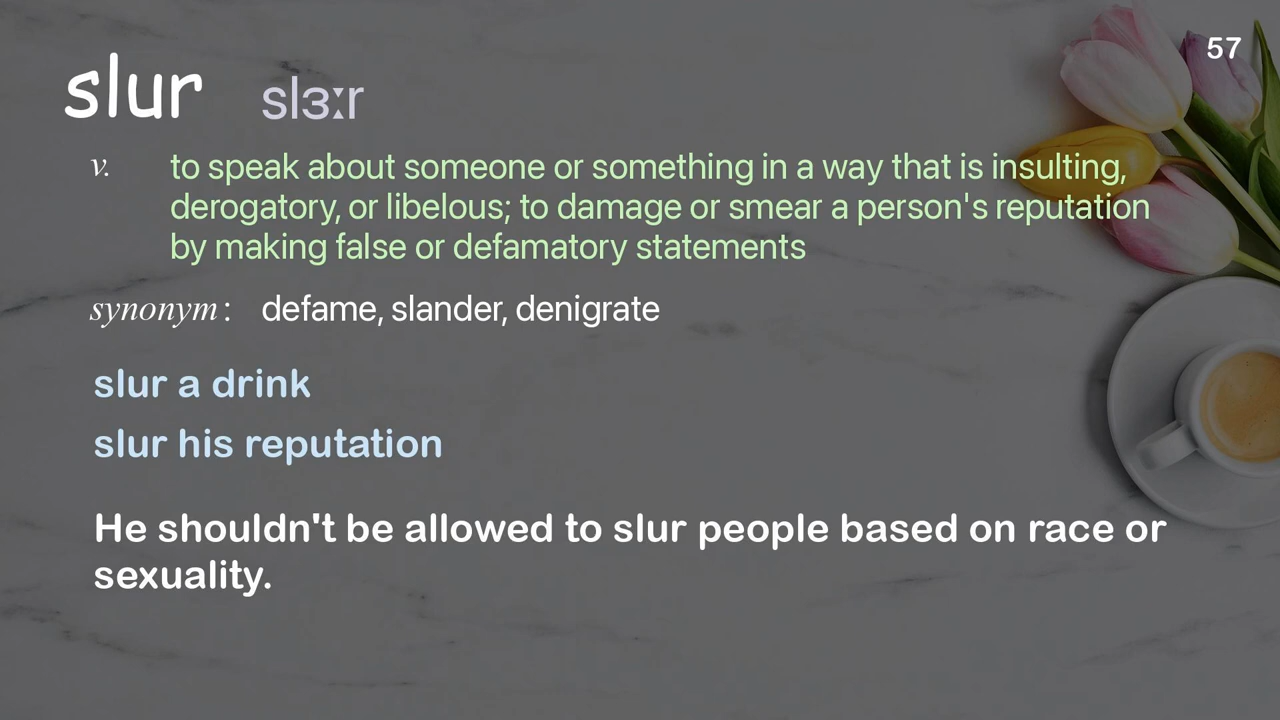 57
slur slɜːr
v. to speak about someone or something in a way that is insulting,
derogatory, or libelous; to damage or smear a person's reputation
by making false or defamatory statements
synonym: defame, slander, denigrate
slur a drink
slur his reputation
He shouldn't be allowed to slur people based on race or
sexuality.